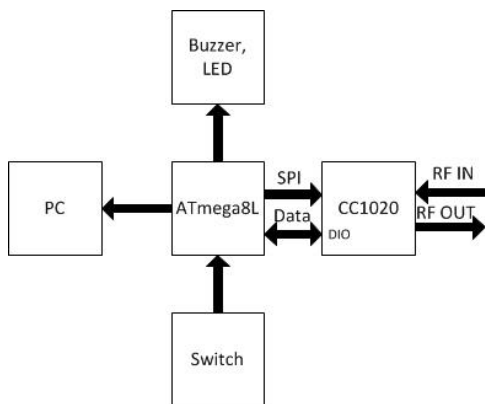 Buzzer,
LED
SPI
RF IN
PC
ATmega8L
CC1020
Data
RF OUT
DIO
Switch